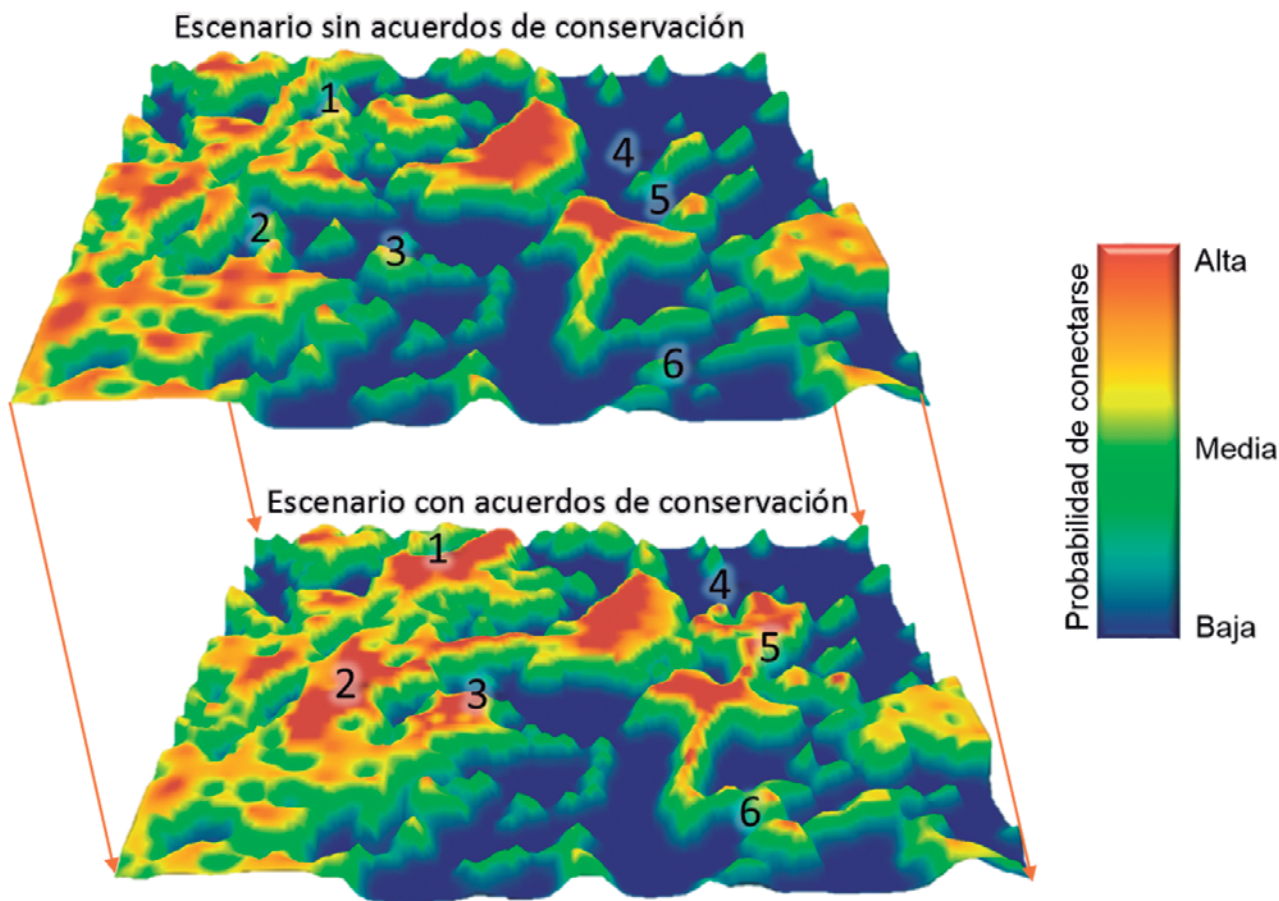 Escenario sin acuerdos de conservación
1
4
5
2
3
6
Escenario con acuerdos de conservación
1
4
5
2
3
6
Probabilidad de conectarse
Alta
Media
Baja